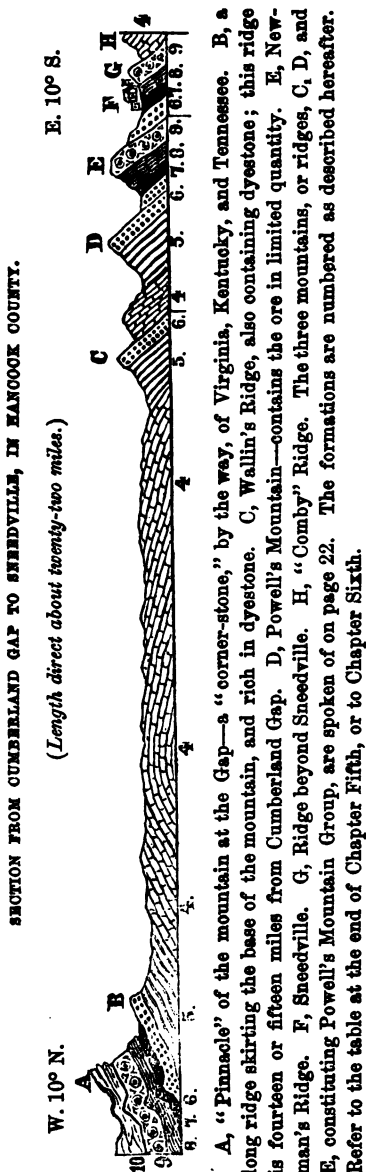 SECTION FROM CUMBERLAND GAP TO SNEEDVILLE, IN HANCOCK COUNTY.
(Length direct about twenty-two miles.)
W. 10° N. E. 10° S.
A B C D E F G H
10 9 8. 7. 6. 5. 4. 4 4 5. 6. 4 5. 6. 7. 8. 9. 6. 7. 8. 9 4
A, “Pinnacle” of the mountain at the Gap—a “corner-stone,” by the way, of Virginia, Kentucky, and Tennessee. B, a
long ridge skirting the base of the mountain, and rich in dyestone. C, Wallin's Ridge, also containing dyestone; this ridge
is fourteen or fifteen miles from Cumberland Gap. D, Powell's Mountain—contains the ore in limited quantity. E, New-
man's Ridge. F, Sneedville. G, Ridge beyond Sneedville. H, “Comby” Ridge. The three mountains, or ridges, C, D, and
E, constituting Powell's Mountain Group, are spoken of on page 22. The formations are numbered as described hereafter.
Refer to the table at the end of Chapter Fifth, or to Chapter Sixth.